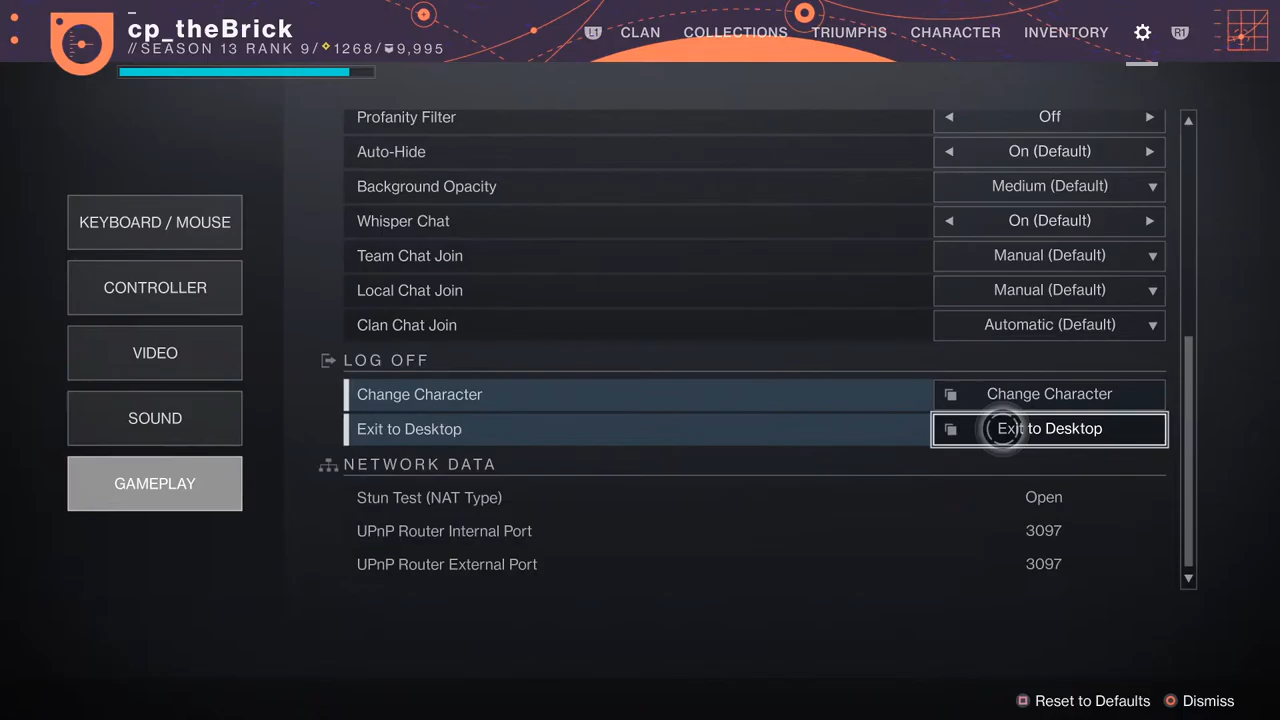 cp_theBrick
//SEASON 13 RANK 9/1268/9,995
L1 CLAN COLLECTIONS TRIUMPHS CHARACTER INVENTORY R1
KEYBOARD / MOUSE
CONTROLLER
VIDEO
SOUND
GAMEPLAY
Profanity Filter Off
Auto-Hide On (Default)
Background Opacity Medium (Default)
Whisper Chat On (Default)
Team Chat Join Manual (Default)
Local Chat Join Manual (Default)
Clan Chat Join Automatic (Default)
LOG OFF
Change Character Change Character
Exit to Desktop Exit to Desktop
NETWORK DATA
Stun Test (NAT Type) Open
UPnP Router Internal Port 3097
UPnP Router External Port 3097
Reset to Defaults Dismiss